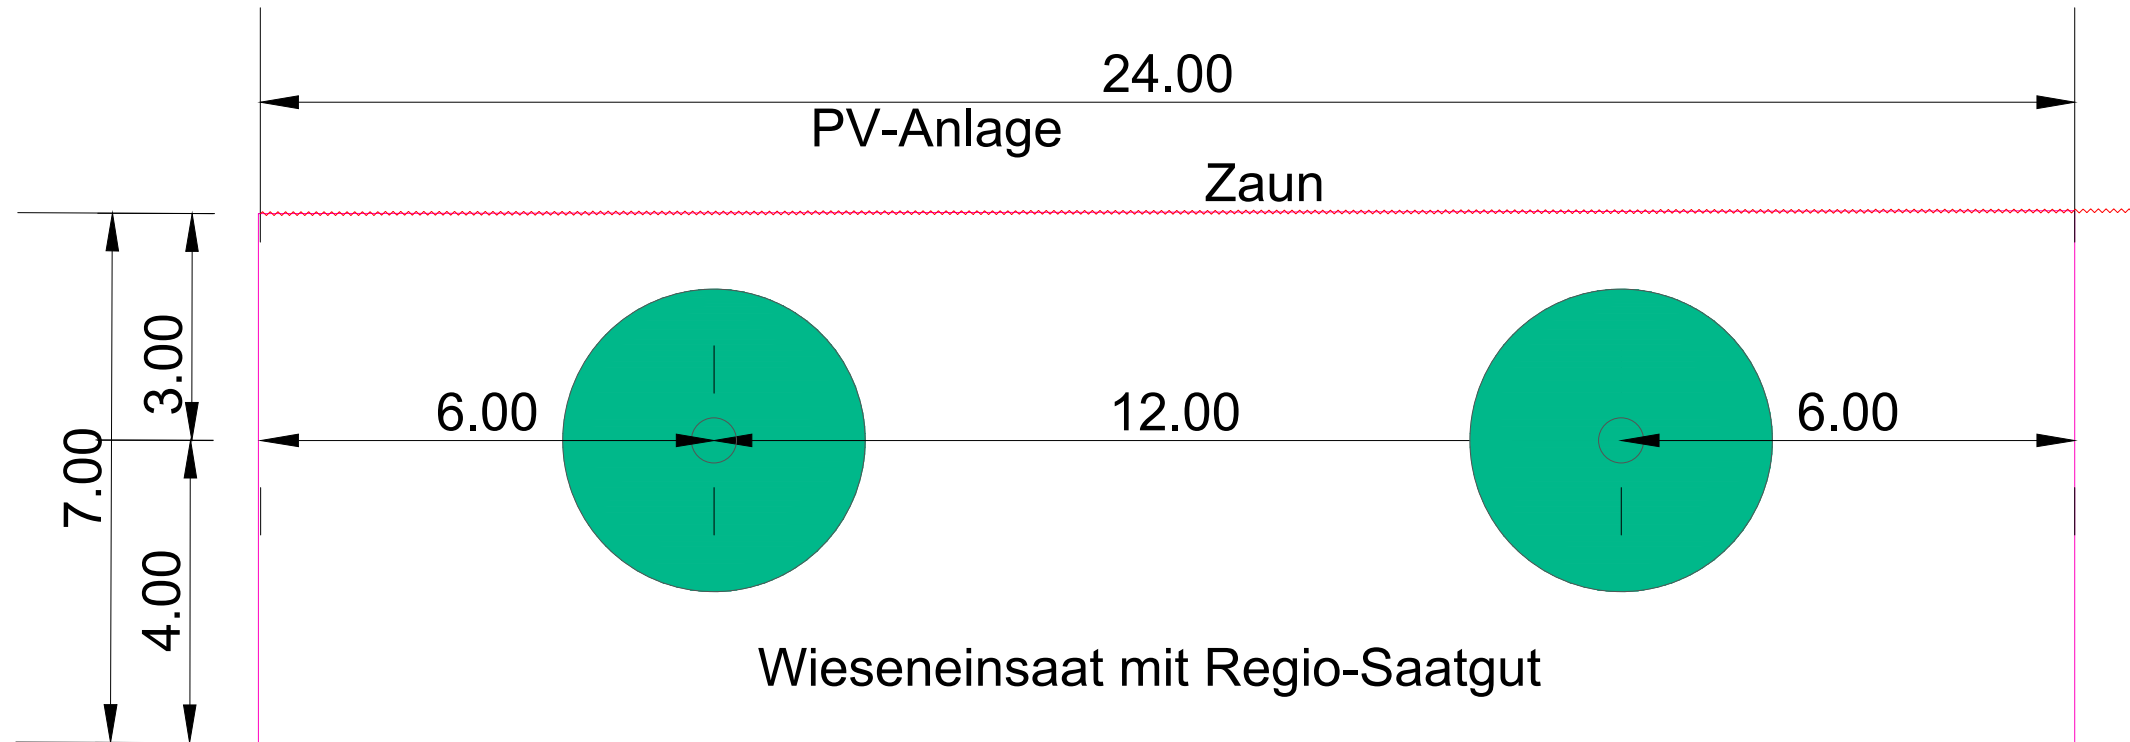 24.00
PV-Anlage
Zaun
3.00
6.00
12.00
6.00
7.00
4.00
Wieseneinsaat mit Regio-Saatgut